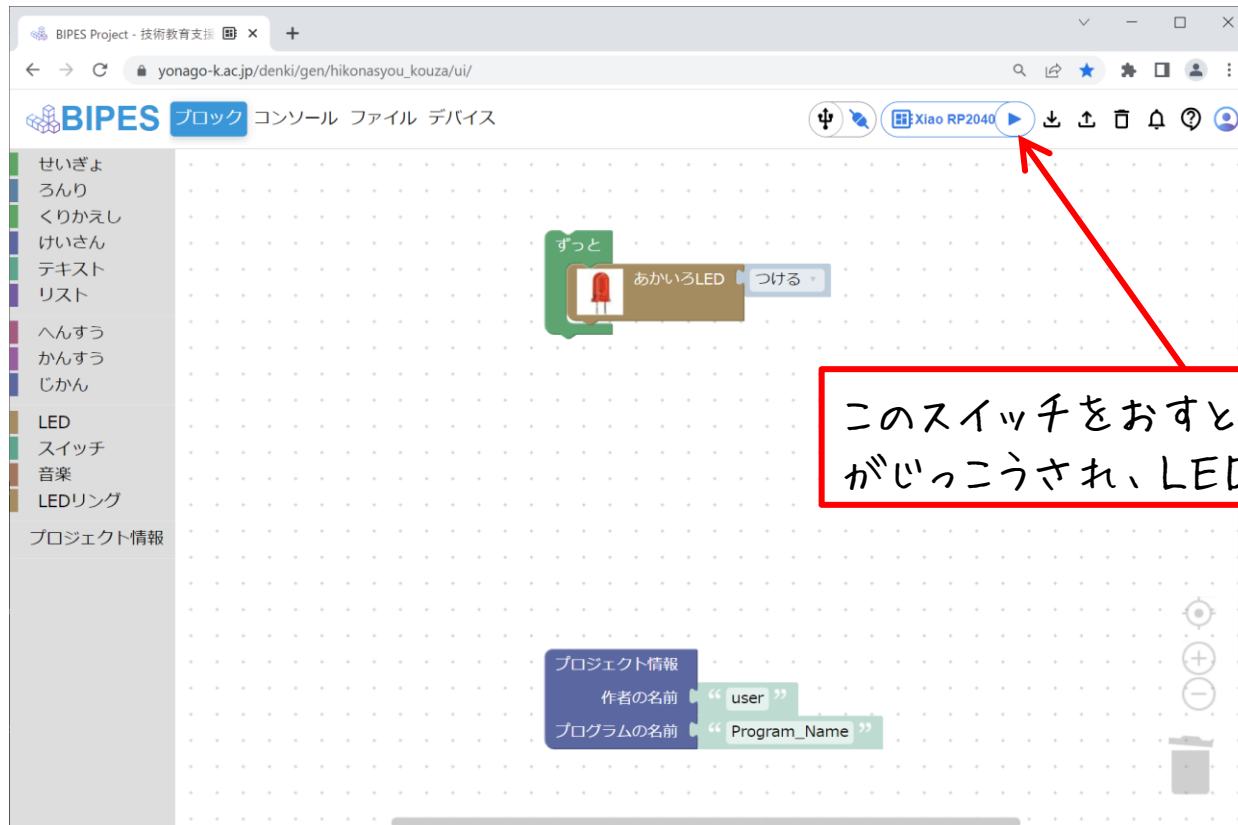 BIPES Project - 技術教育支援
yonago-k.ac.jp/denki/gen/hikonasyou_kouza/ui/
BIPES ブロック コンソール ファイル デバイス Xiao RP2040
せいぎょ
ろんり
くりかえし
けいさん
テキスト
リスト
へんすう
かんすう
じかん
LED
スイッチ
音楽
LEDリング
プロジェクト情報
ずっと
あかいろLED つける
このスイッチをおすと
がじっこうされ、LED
プロジェクト情報
作者の名前 “ user ”
プログラムの名前 “ Program_Name ”